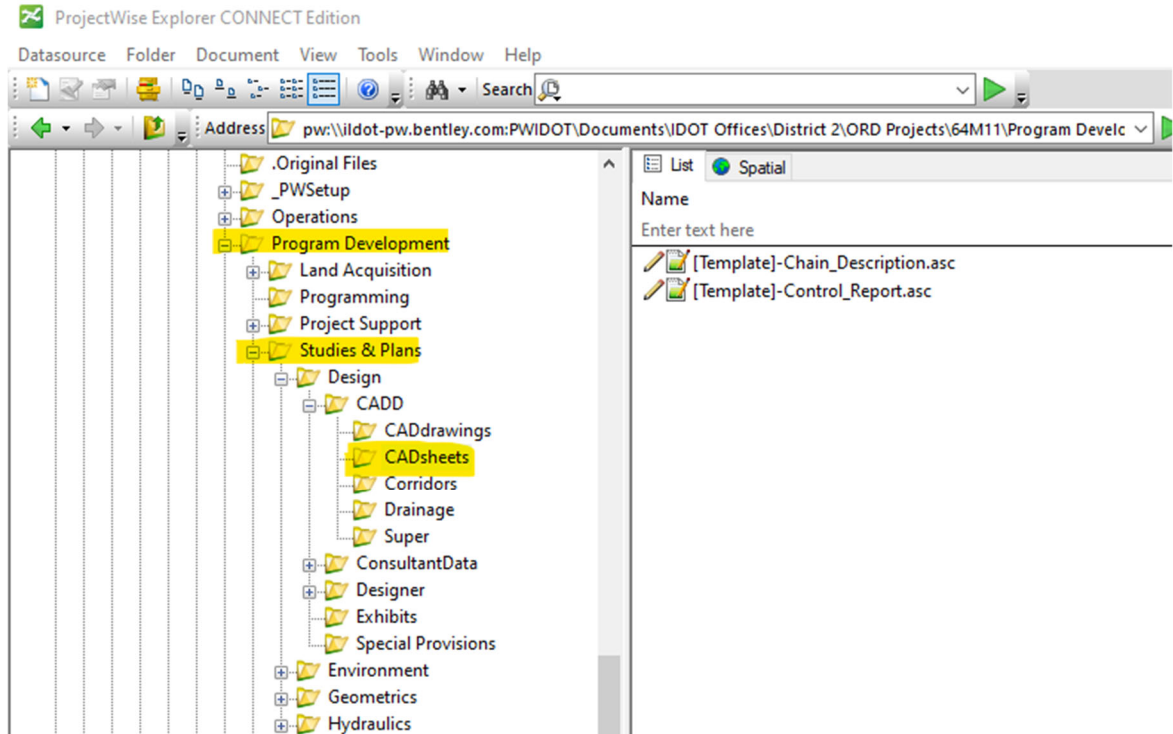 ProjectWise Explorer CONNECT Edition
Datasource Folder Document View Tools Window Help
Search
Address pw:\\ildot-pw.bentley.com:PWIDOT\Documents\IDOT Offices\District 2\ORD Projects\64M11\Program Develc
.Original Files
_PWSetup
Operations
Program Development
Land Acquisition
Programming
Project Support
Studies & Plans
Design
CADD
CADdrawings
CADsheets
Corridors
Drainage
Super
ConsultantData
Designer
Exhibits
Special Provisions
Environment
Geometrics
Hydraulics
List Spatial
Name
Enter text here
[Template]-Chain_Description.asc
[Template]-Control_Report.asc